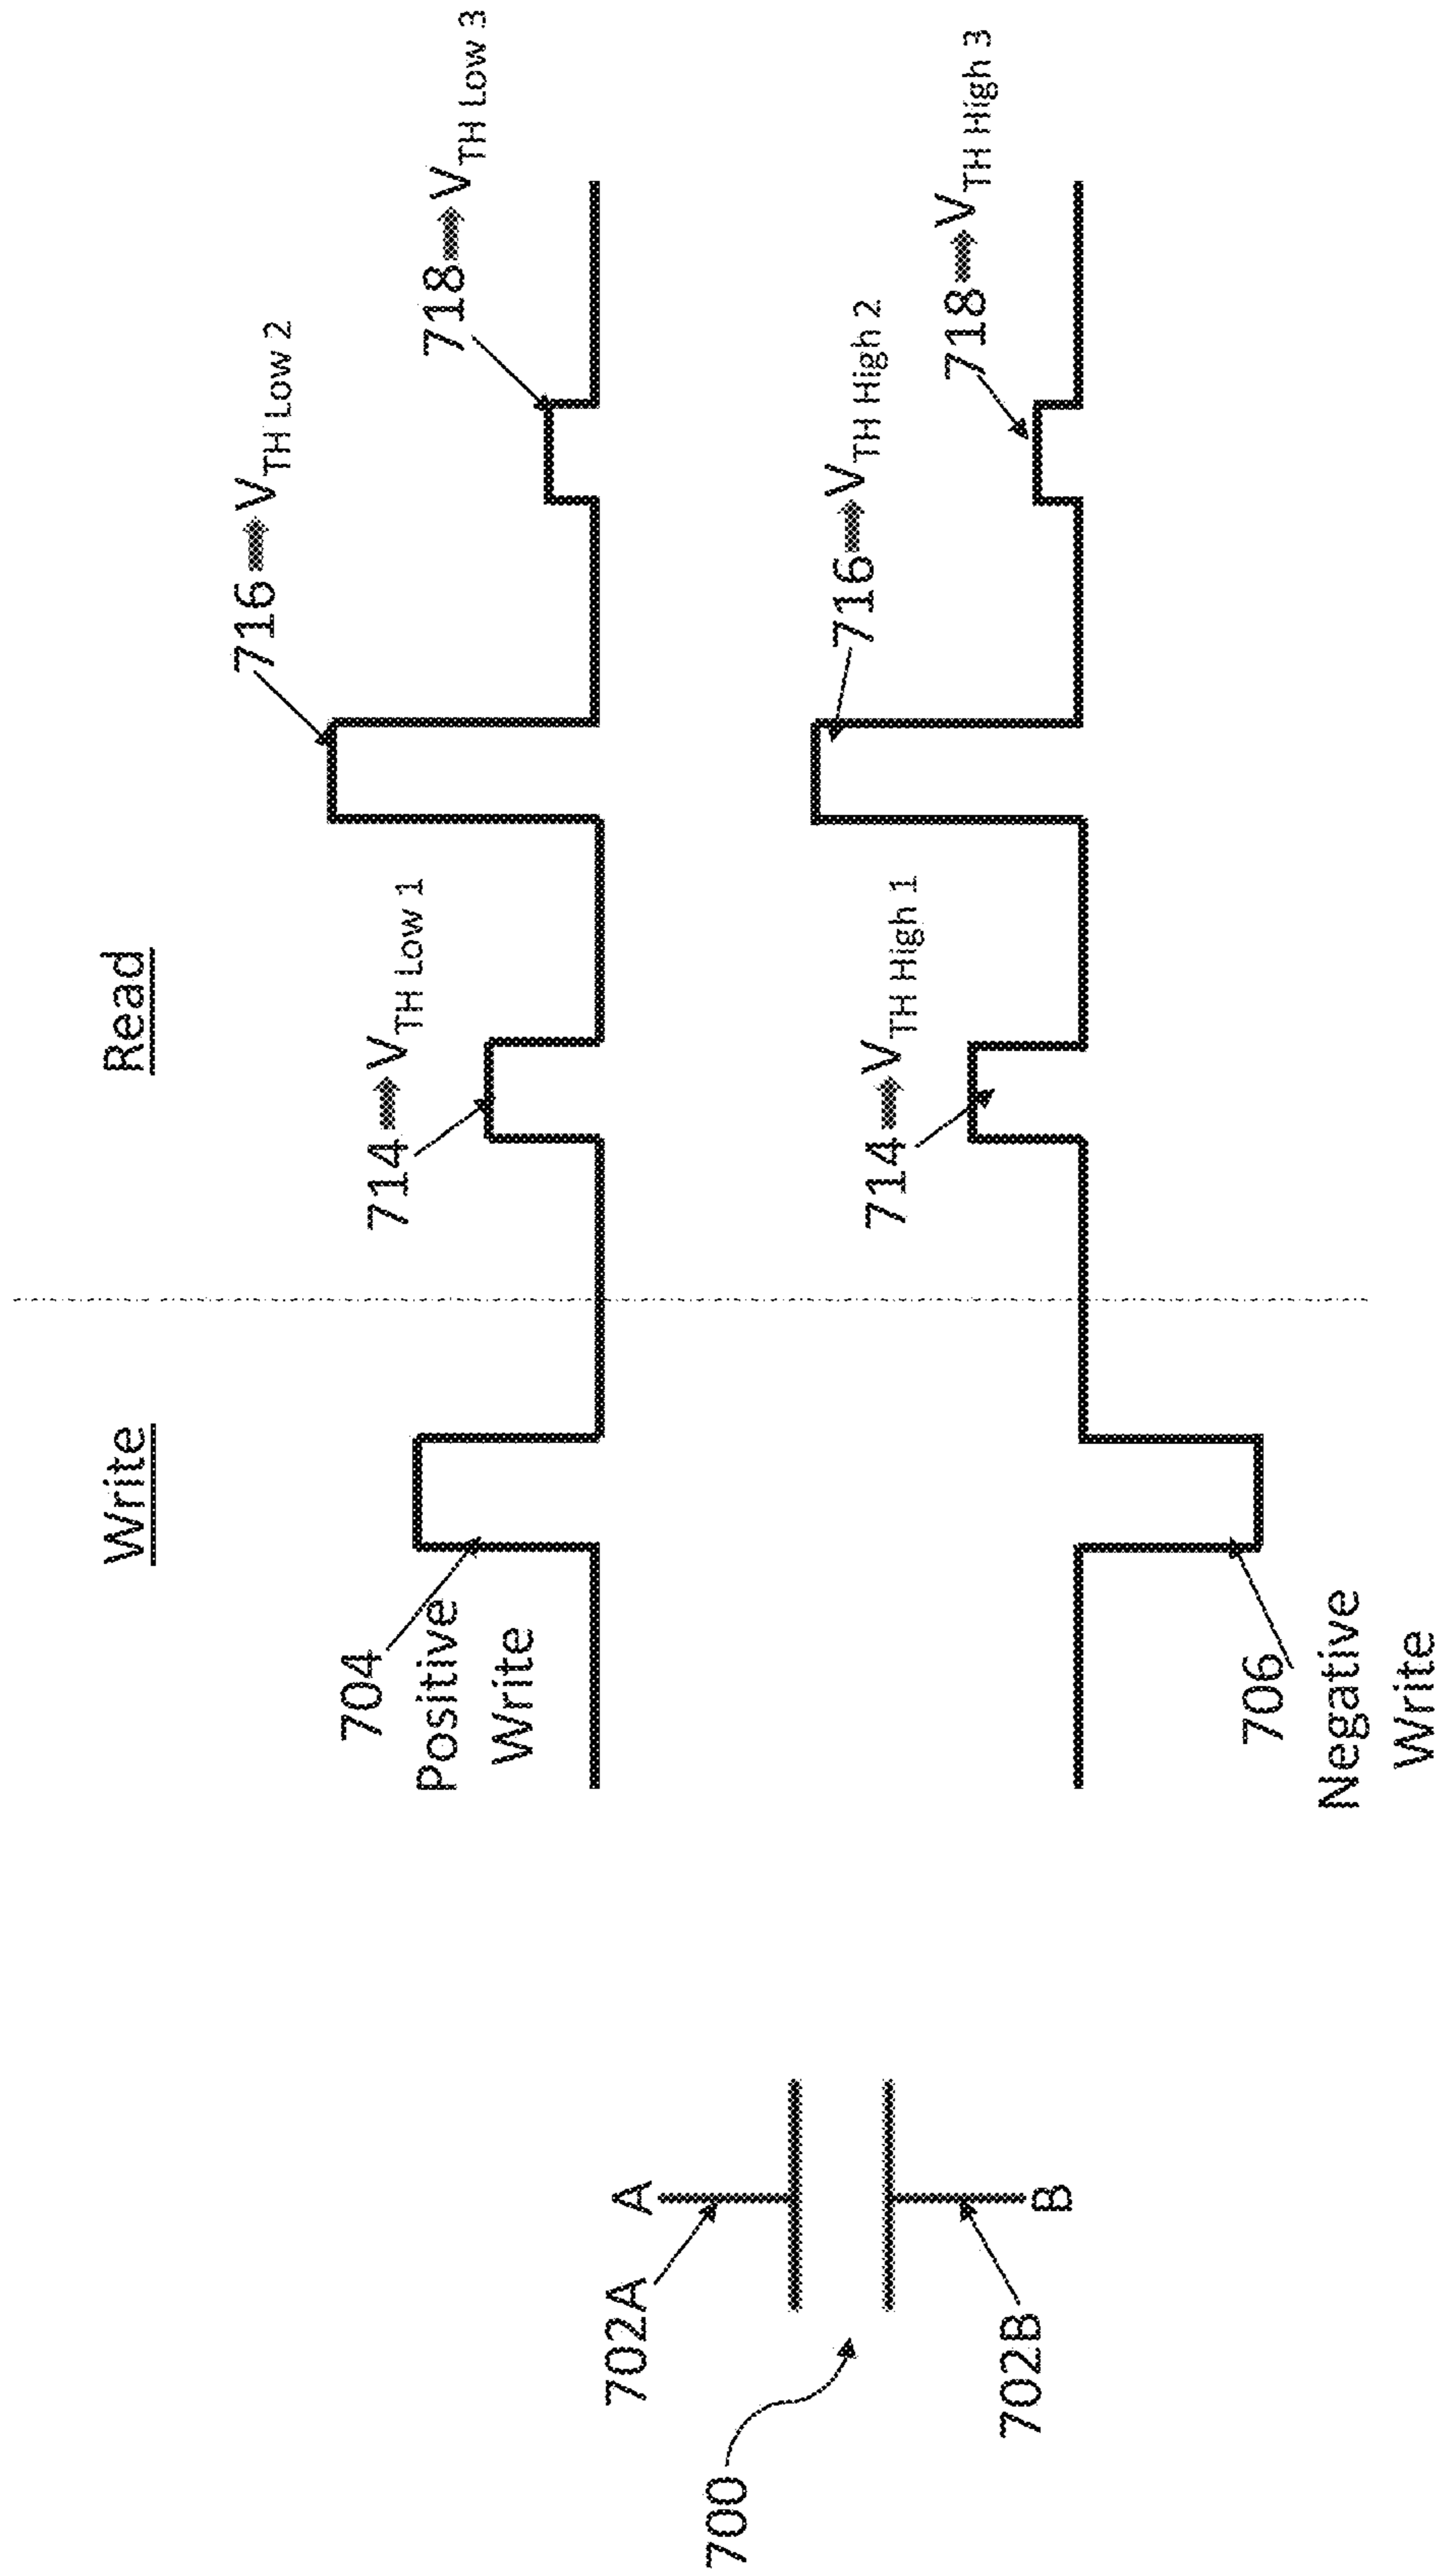 Write
Read
716 ➡ VTH Low 2
704
714 ➡ VTH Low 1
718 ➡ VTH Low 3
Positive
Write
702A
A
700
716 ➡ VTH High 2
714 ➡ VTH High 1
718 ➡ VTH High 3
702B
B
706
Negative
Write